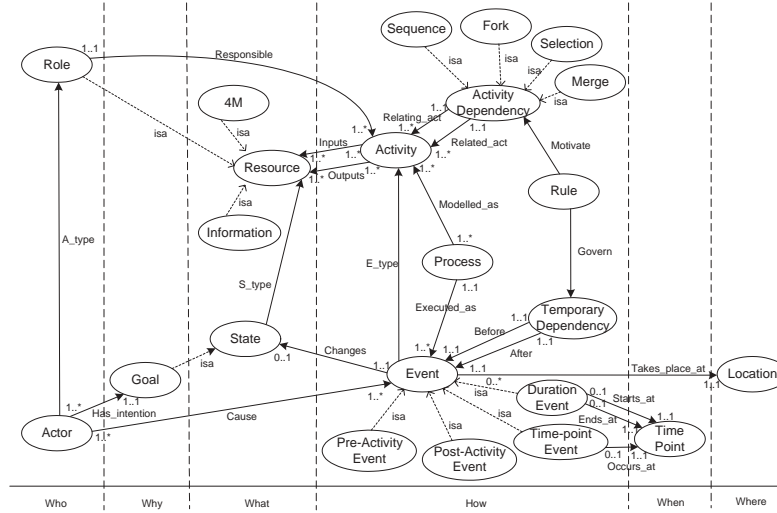 Sequence
Fork
Selection
Merge
isa
isa
isa
isa
1..1
Role
Responsible
Activity
Dependency
4M
isa
isa
Relating_act
1..1
1..*
1..1
Related_act
1..*
Inputs
1..*
1..*
Activity
1..*
Resource
Outputs
1..*
1..*
1..*
Motivate
Rule
isa
Information
Modelled_as
1..*
A_type
E_type
Process
1..1
Govern
S_type
Executed_as
State
0..1
Changes
1..1
Before
1..1
Temporary
Dependency
1..*
1..1
After
1..1
Goal
isa
Event
1..1
Takes_place_at
1..1
Location
1..*
Has_intention
1..1
Cause
1..*
isa
0..*
isa
isa
isa
Duration
Event
0..1
0..1
Starts_at
Ends_at
1..1
Actor
1..*
Pre-Activity
Event
Post-Activity
Event
Time-point
Event
0..1
Occurs_at
1..1
Time
Point
Who
Why
What
How
When
Where